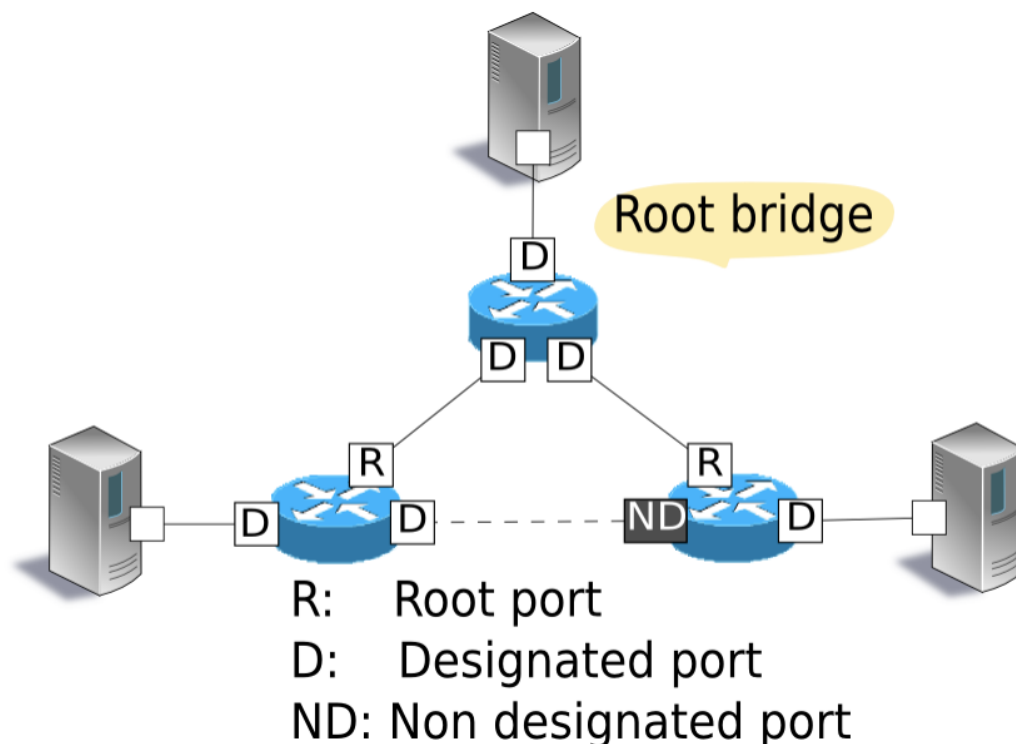 D
Root bridge
D D
R R
D D ND D
R: Root port
D: Designated port
ND: Non designated port